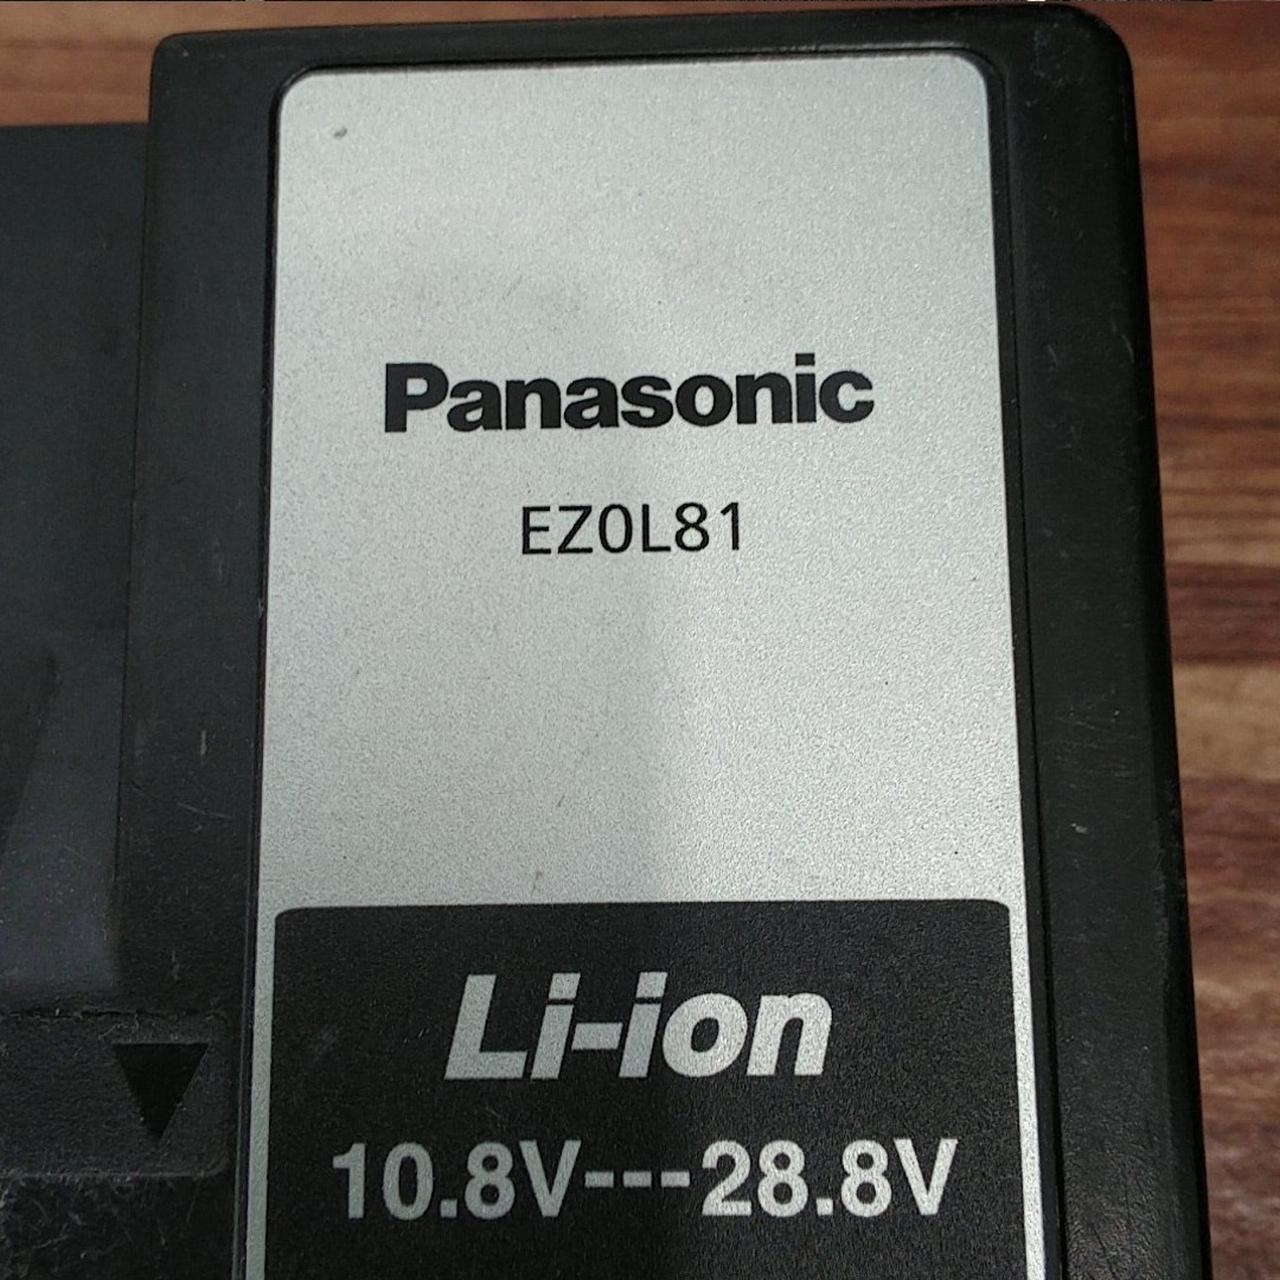 Panasonic
EZ0L81
Li-ion
10.8V---28.8V